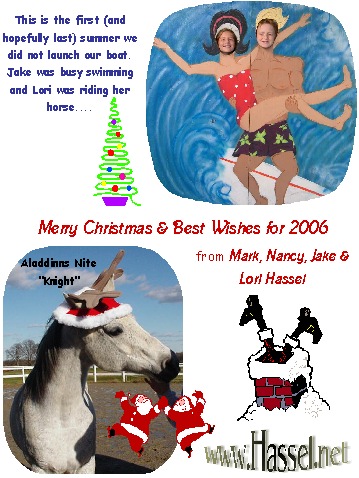 This is the first (and
hopefully last) summer we
did not launch our boat.
Jake was busy swimming
and Lori was riding her
horse....
Merry Christmas & Best Wishes for 2006
from Mark, Nancy, Jake &
Lori Hassel
Aladdinns Nite
"Knight"
www.Hassel.net